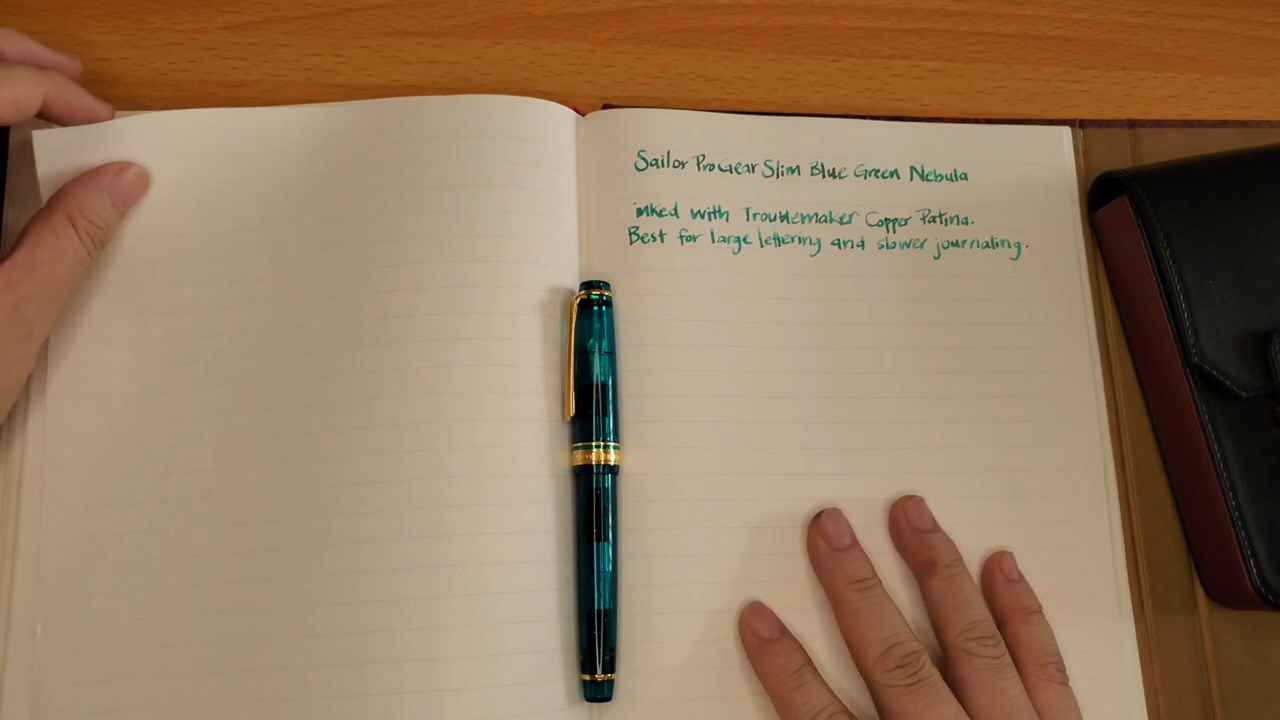 Sailor ProGear Slim Blue Green Nebula
inked with Troublemaker Copper Patina.
Best for large lettering and slower journaling.